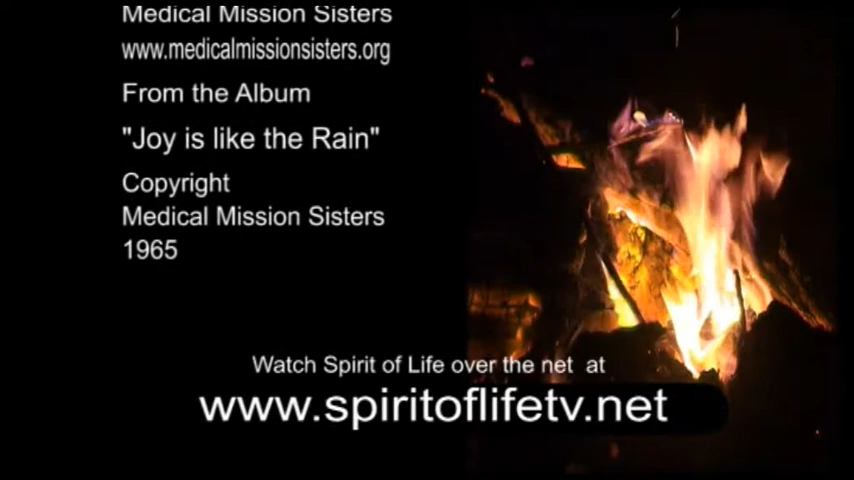 Medical Mission Sisters
www.medicalmissionsisters.org
From the Album
"Joy is like the Rain"
Copyright
Medical Mission Sisters
1965
Watch Spirit of Life over the net at
www.spiritoflifetv.net